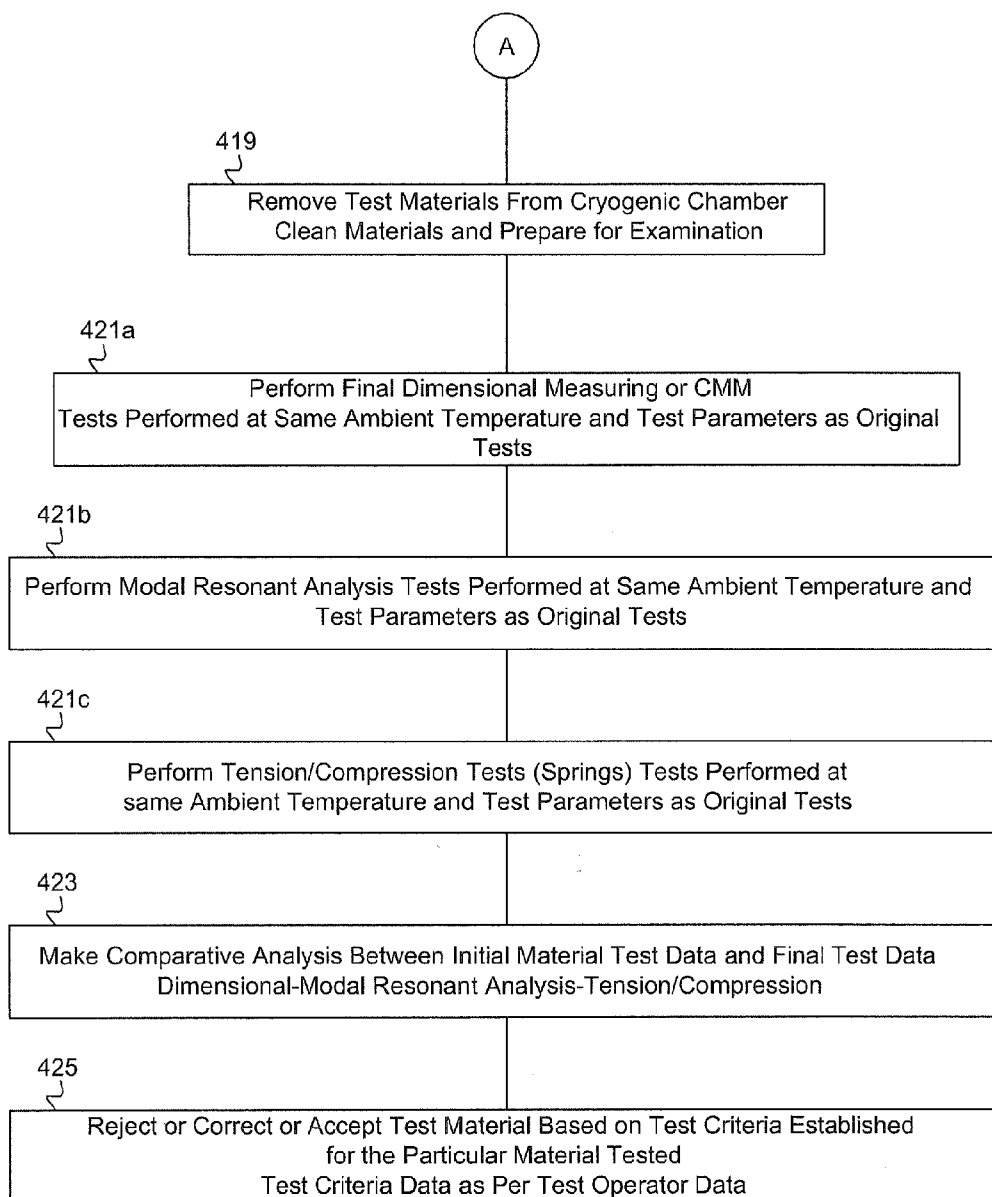 A
419
Remove Test Materials From Cryogenic Chamber
Clean Materials and Prepare for Examination
421a
Perform Final Dimensional Measuring or CMM
Tests Performed at Same Ambient Temperature and Test Parameters as Original
Tests
421b
Perform Modal Resonant Analysis Tests Performed at Same Ambient Temperature and
Test Parameters as Original Tests
421c
Perform Tension/Compression Tests (Springs) Tests Performed at
same Ambient Temperature and Test Parameters as Original Tests
423
Make Comparative Analysis Between Initial Material Test Data and Final Test Data
Dimensional-Modal Resonant Analysis-Tension/Compression
425
Reject or Correct or Accept Test Material Based on Test Criteria Established
for the Particular Material Tested
Test Criteria Data as Per Test Operator Data